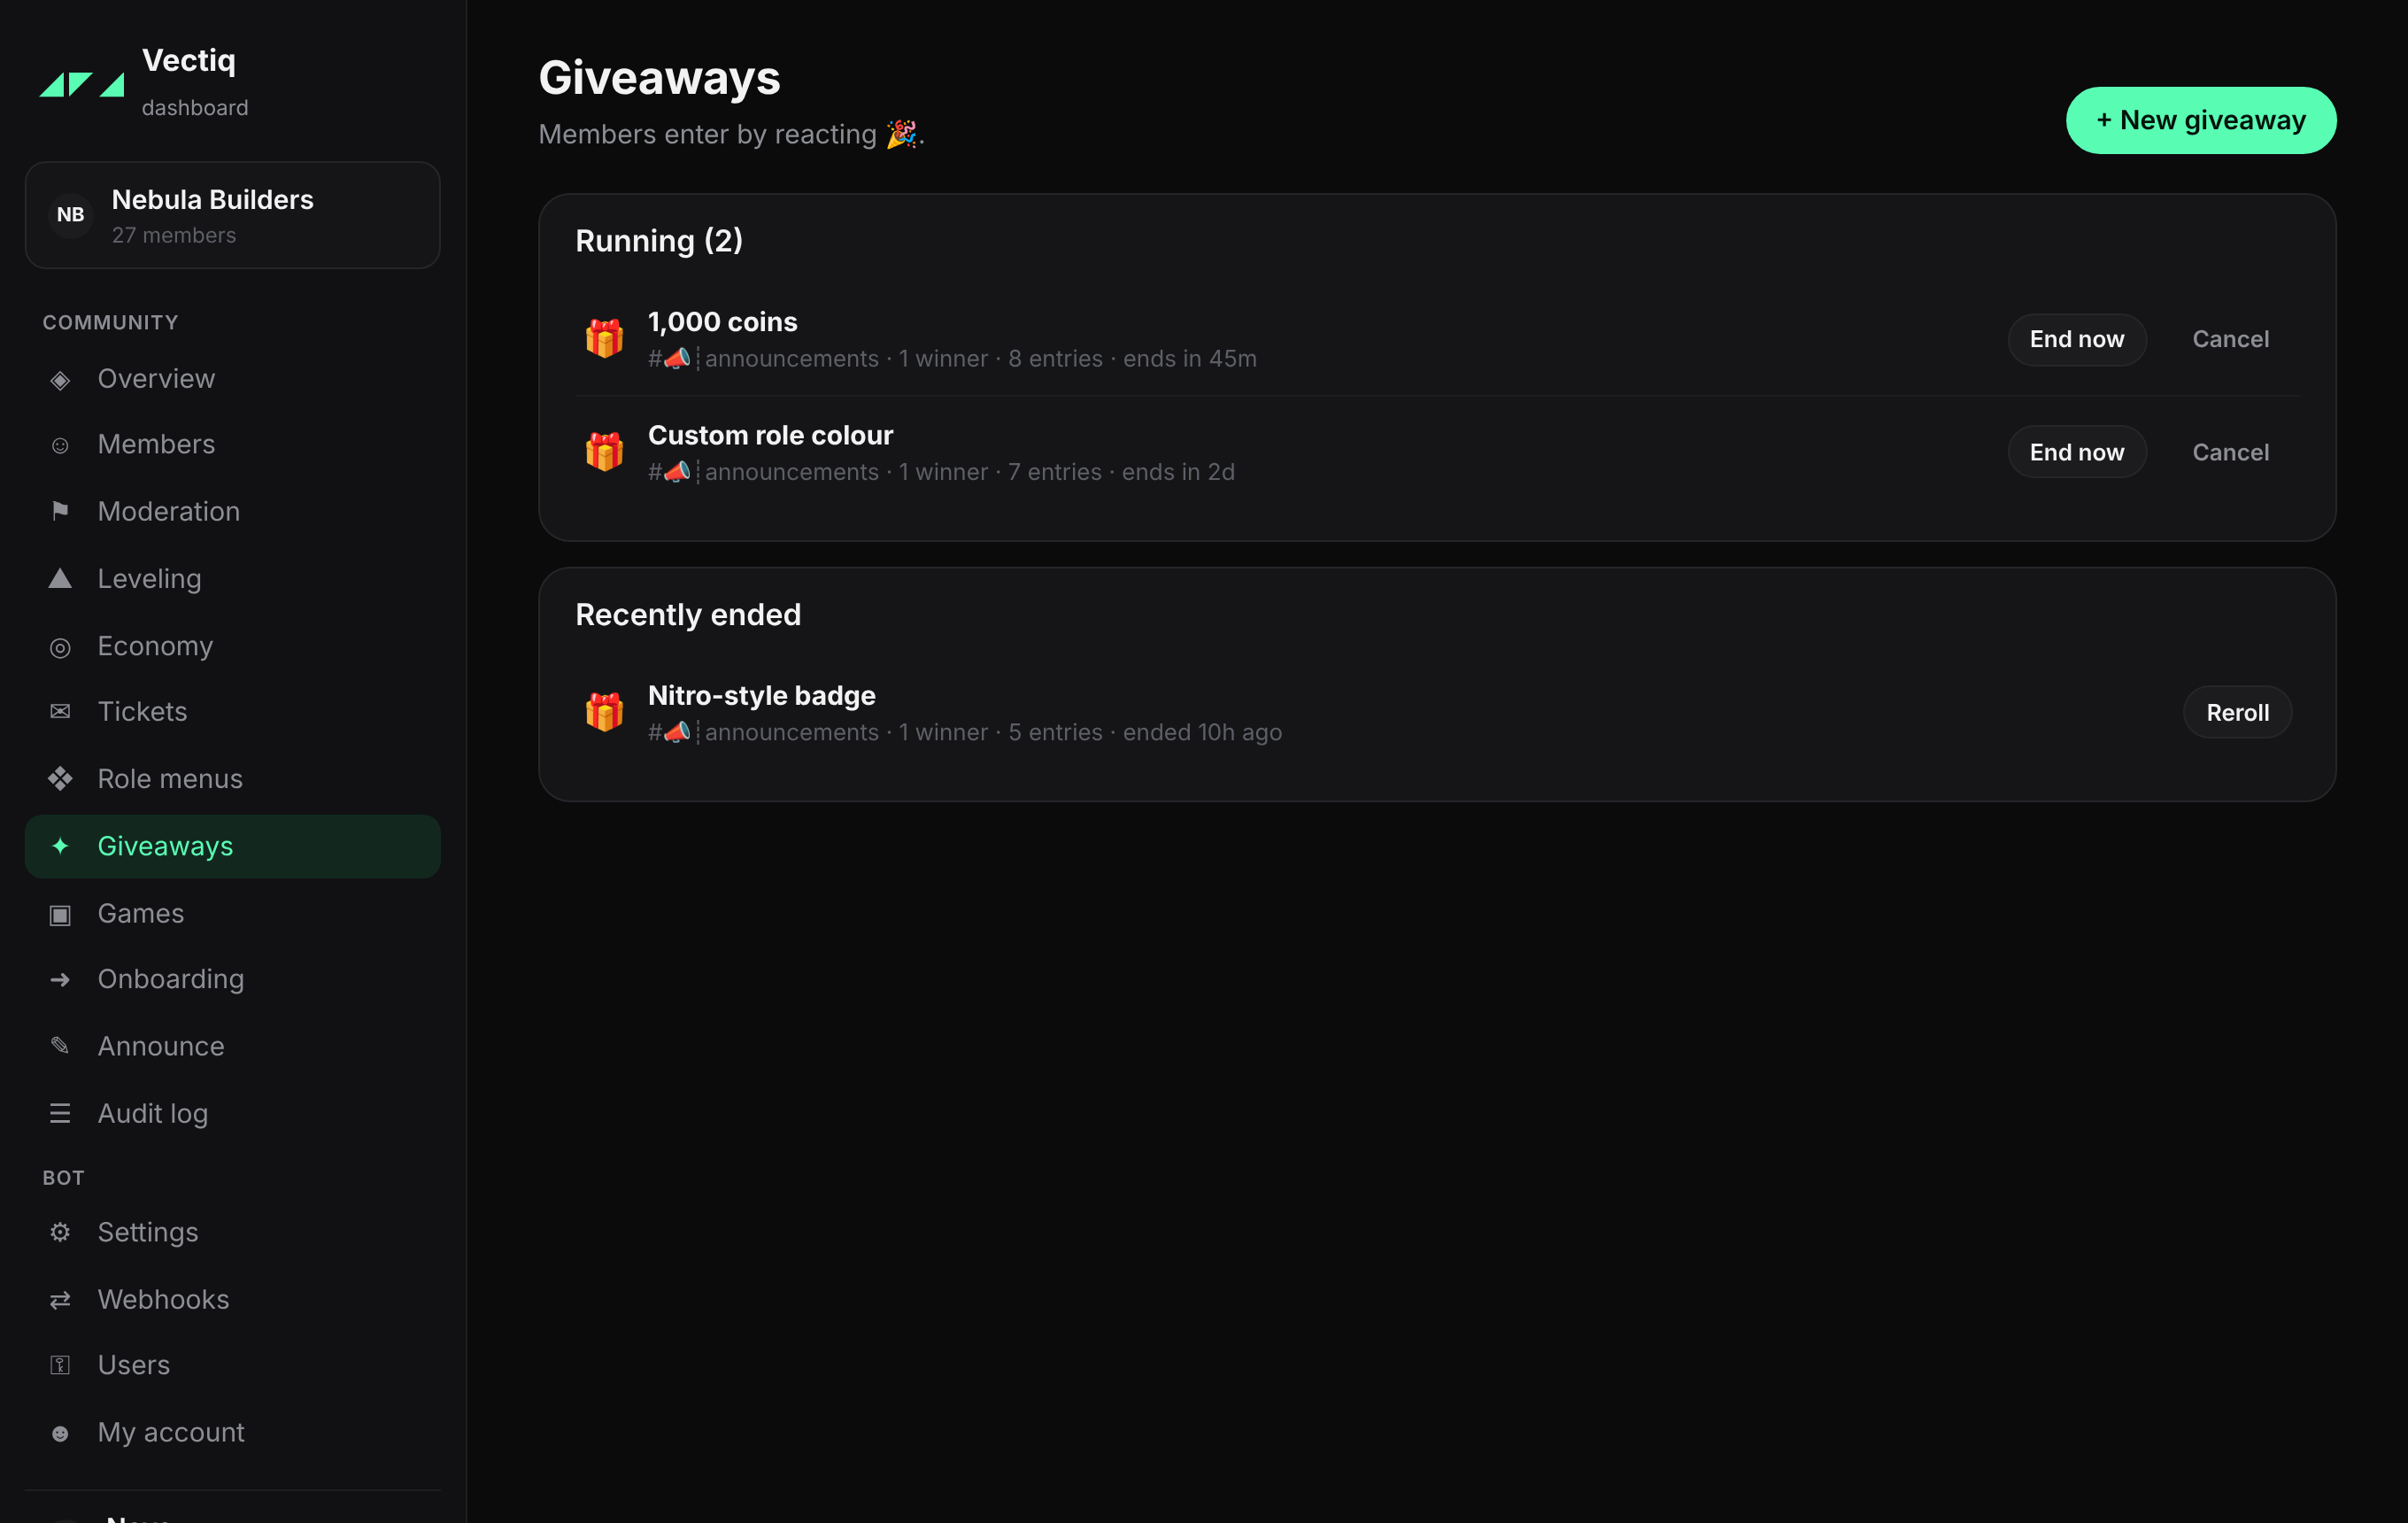 Vectiq
dashboard
NB
Nebula Builders
27 members
COMMUNITY
Overview
Members
Moderation
Leveling
Economy
Tickets
Role menus
Giveaways
Games
Onboarding
Announce
Audit log
BOT
Settings
Webhooks
Users
My account
Giveaways
Members enter by reacting 🎉.
+ New giveaway
Running (2)
1,000 coins
#📣┊announcements · 1 winner · 8 entries · ends in 45m
End now
Cancel
Custom role colour
#📣┊announcements · 1 winner · 7 entries · ends in 2d
End now
Cancel
Recently ended
Nitro-style badge
#📣┊announcements · 1 winner · 5 entries · ended 10h ago
Reroll